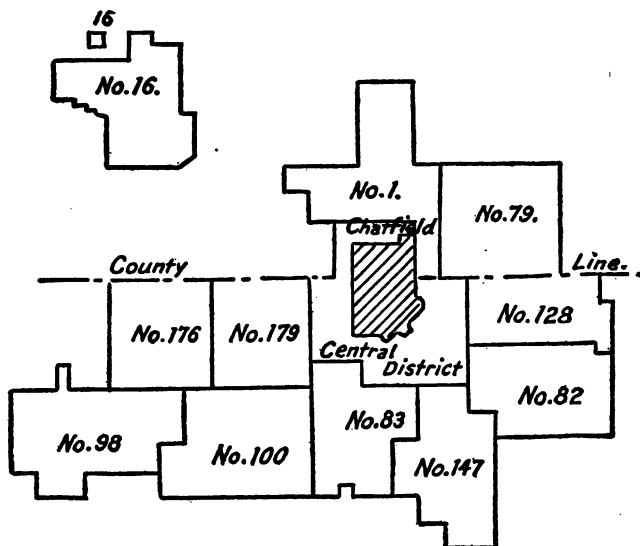 16
No.16.
No.1.
No.79.
Chatfield
County
Line.
No.176
No.179
No.128
Central
District
No.82
No.98
No.100
No.83
No.147